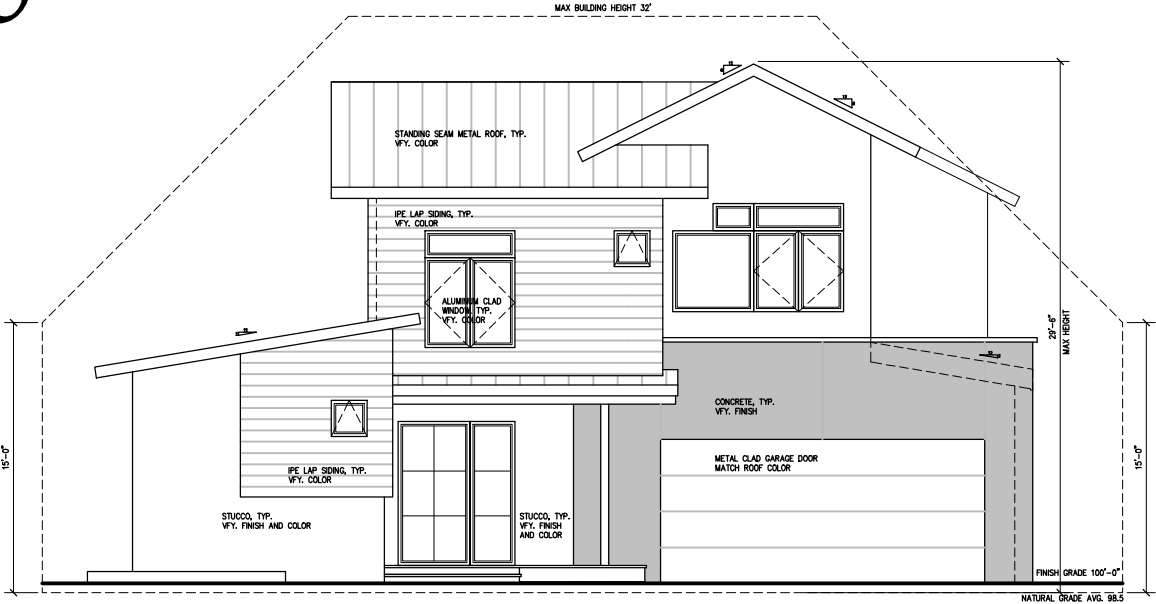 MAX BUILDING HEIGHT 32'
STANDING SEAM METAL ROOF, TYP.
VFY. COLOR
IPE LAP SIDING, TYP.
VFY. COLOR
ALUMINUM CLAD
WINDOW, TYP.
VFY. COLOR
29'-6"
MAX HEIGHT
CONCRETE, TYP.
VFY. FINISH
METAL CLAD GARAGE DOOR
MATCH ROOF COLOR
15'-0"
15'-0"
IPE LAP SIDING, TYP.
VFY. COLOR
STUCCO, TYP.
VFY. FINISH AND COLOR
STUCCO, TYP.
VFY. FINISH
AND COLOR
FINISH GRADE 100'-0"
NATURAL GRADE AVG. 98.5